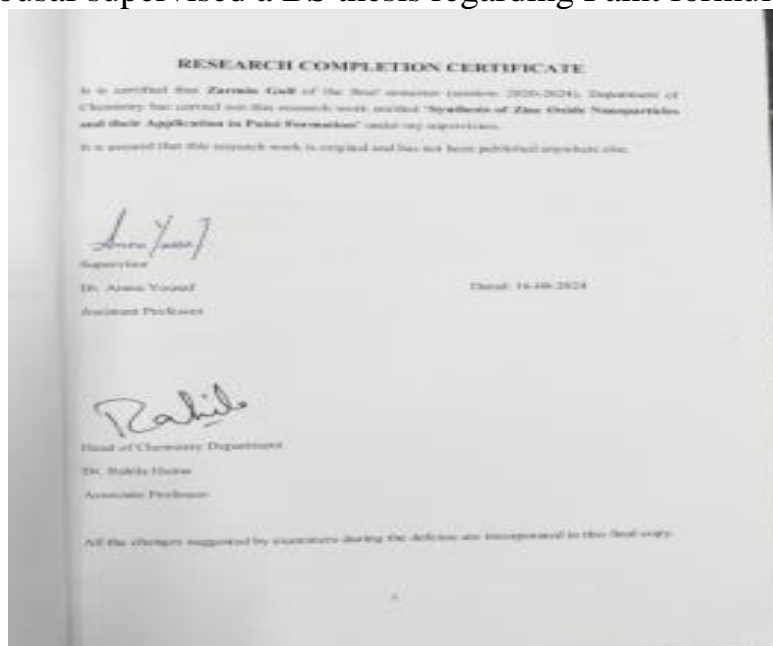 ousal supervised a BS thesis regarding Paint formul
RESEARCH COMPLETION CERTIFICATE
It is certified that Zarmin Gull of the final semester (session: 2020-2024), Department of
Chemistry has carried out this research work entitled "Synthesis of Zinc Oxide Nanoparticles
and their Application in Paint Formation" under my supervision.
It is assured that this research work is original and has not been published anywhere else.
Supervisor
Dr. Amna Yousuf
Dated: 16-08-2024
Assistant Professor
Rahila
Head of Chemistry Department
Dr. Rahila
Associate Professor
All the changes suggested by examiners during the defense are incorporated in this final copy.